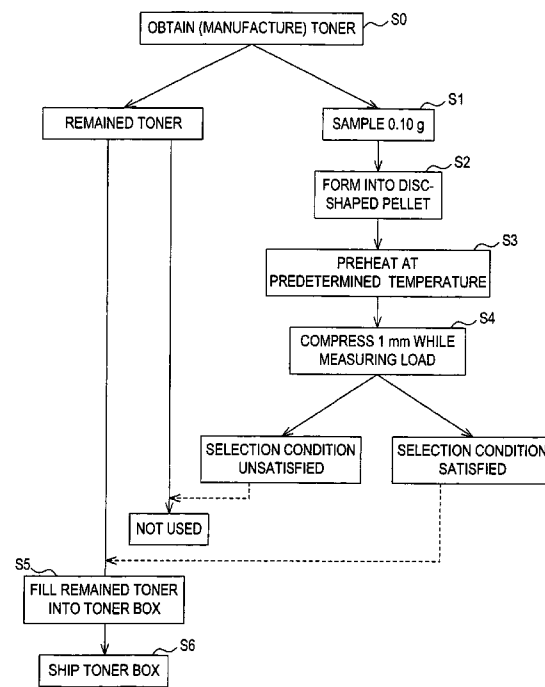 S0
OBTAIN (MANUFACTURE) TONER
REMAINED TONER
S1
SAMPLE 0.10 g
S2
FORM INTO DISC-
SHAPED PELLET
S3
PREHEAT AT
PREDETERMINED TEMPERATURE
S4
COMPRESS 1 mm WHILE
MEASURING LOAD
SELECTION CONDITION
UNSATISFIED
SELECTION CONDITION
SATISFIED
NOT USED
S5
FILL REMAINED TONER
INTO TONER BOX
S6
SHIP TONER BOX